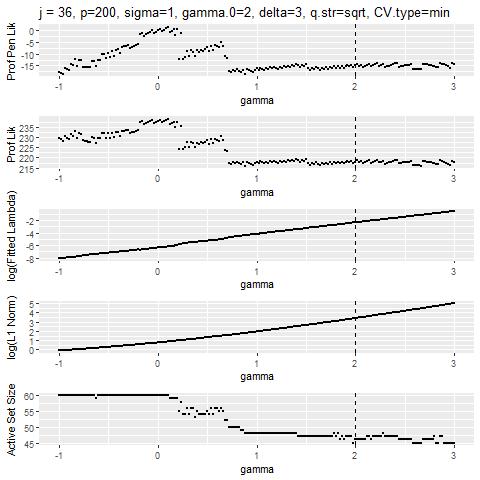 j = 36, p=200, sigma=1, gamma.0=2, delta=3, q.str=sqrt, CV.type=min
Prof Pen Lik
0
-5
-10
-15
-1 0 1 2 3
gamma
Prof Lik
235
230
225
220
215
-1 0 1 2 3
gamma
log(Fitted Lambda)
-2
-4
-6
-8
-1 0 1 2 3
gamma
log(L1 Norm)
5
4
3
2
1
0
-1 0 1 2 3
gamma
Active Set Size
60
55
50
45
-1 0 1 2 3
gamma